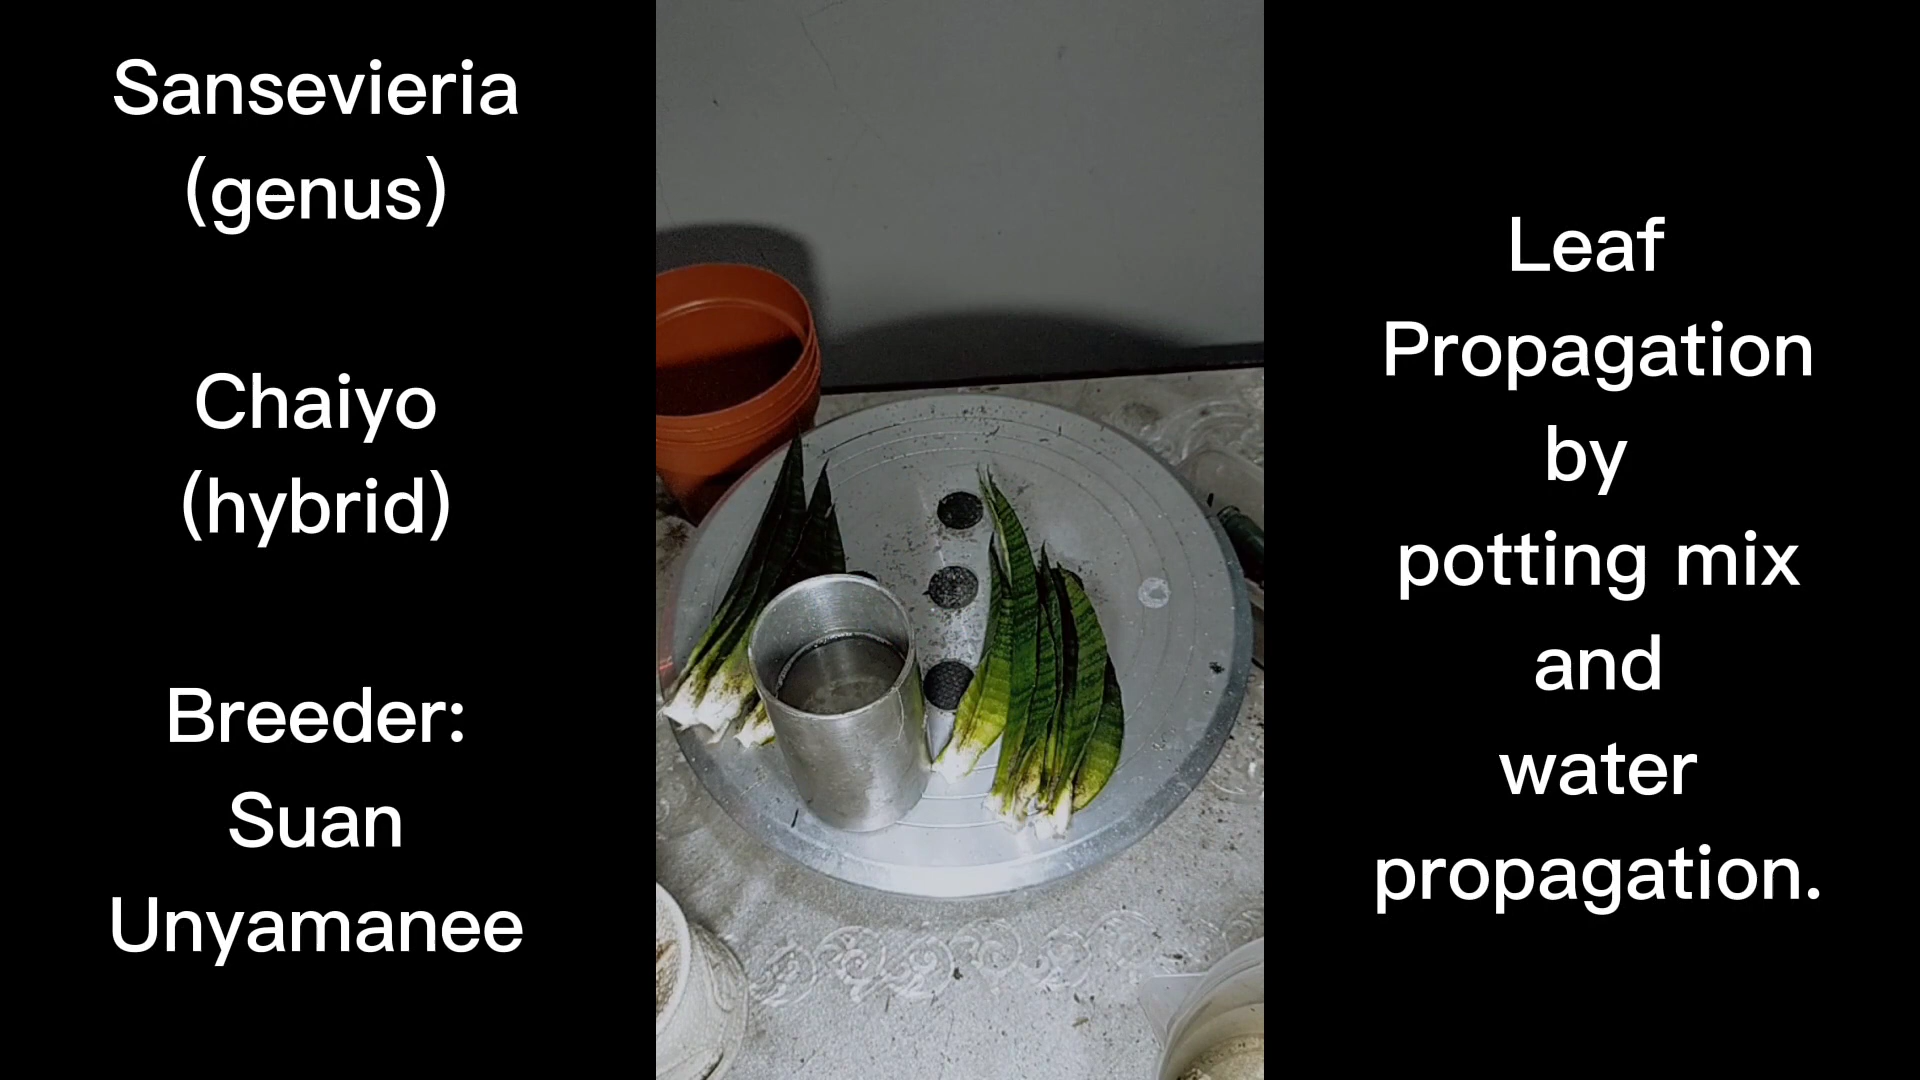 Sansevieria
(genus)
Chaiyo
(hybrid)
Breeder:
Suan
Unyamanee
Leaf
Propagation
by
potting mix
and
water
propagation.